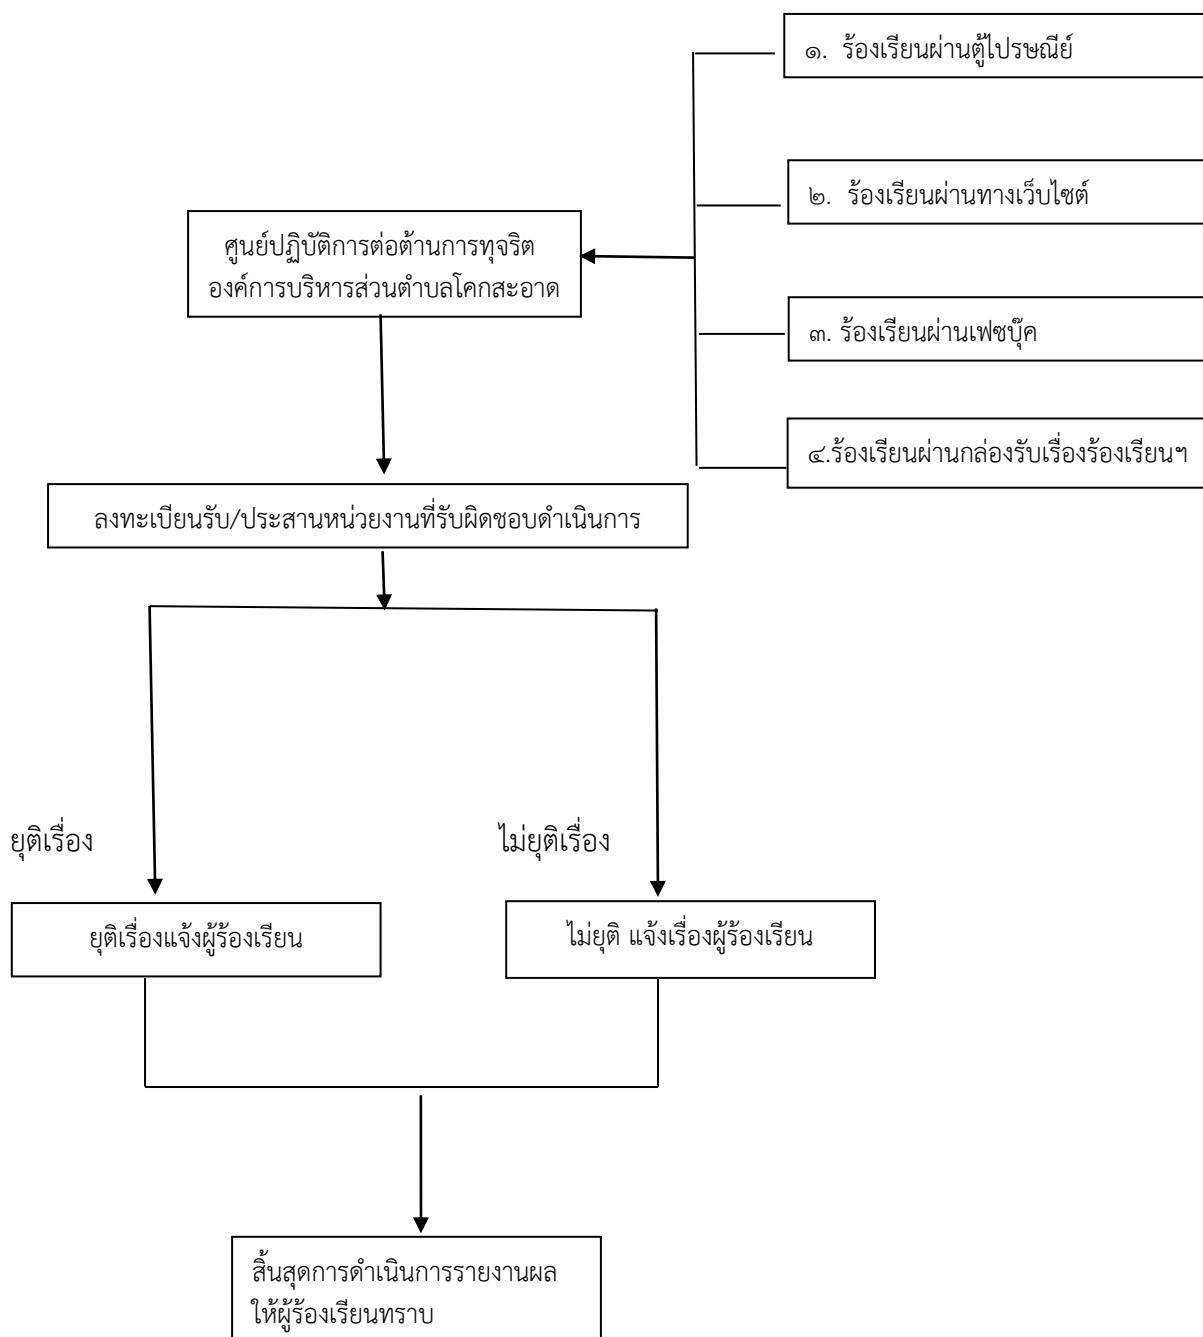 ๑.  ร้องเรียนผ่านตู้ไปรษณีย์
๒.  ร้องเรียนผ่านทางเว็บไซต์
ศูนย์ปฏิบัติการต่อต้านการทุจริต
องค์การบริหารส่วนตำบลโคกสะอาด
๓. ร้องเรียนผ่านเฟซบุ๊ค
๔.ร้องเรียนผ่านกล่องรับเรื่องร้องเรียนฯ
ลงทะเบียนรับ/ประสานหน่วยงานที่รับผิดชอบดำเนินการ
ยุติเรื่อง
ไม่ยุติเรื่อง
ยุติเรื่องแจ้งผู้ร้องเรียน
ไม่ยุติ แจ้งเรื่องผู้ร้องเรียน
สิ้นสุดการดำเนินการรายงานผล
ให้ผู้ร้องเรียนทราบ